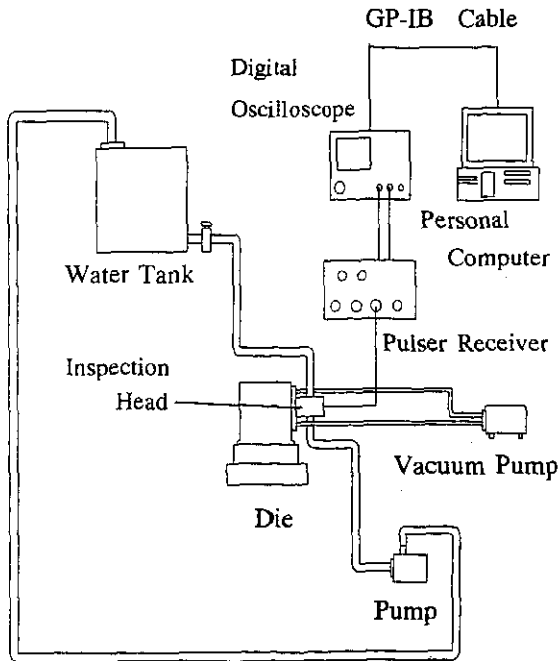 GP-IB Cable
Digital
Oscilloscope
Personal
Computer
Water Tank
Pulser Receiver
Inspection
Head
Vacuum Pump
Die
Pump